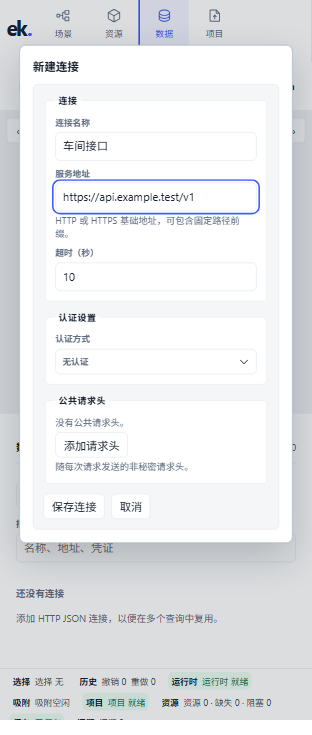 ek.
场景
资源
数据
项目
新建连接
连接
连接名称
车间接口
服务地址
https://api.example.test/v1
HTTP 或 HTTPS 基础地址，可包含固定路径前
缀。
超时（秒）
10
认证设置
认证方式
无认证
公共请求头
没有公共请求头。
添加请求头
随每次请求发送的非秘密请求头。
保存连接
取消
名称、地址、凭证
还没有连接
添加 HTTP JSON 连接，以便在多个查询中复用。
选择 选择 无 历史 撤销 0 重做 0 运行时 运行时 就绪
吸附 吸附空闲 项目 项目 就绪 资源 资源 0 · 缺失 0 · 阻塞 0